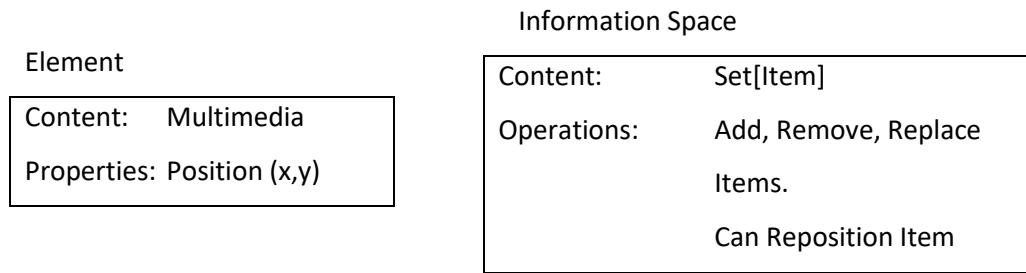 Element
Content: Multimedia
Properties: Position (x,y)
Information Space
Content: Set[Item]
Operations: Add, Remove, Replace
Items.
Can Reposition Item